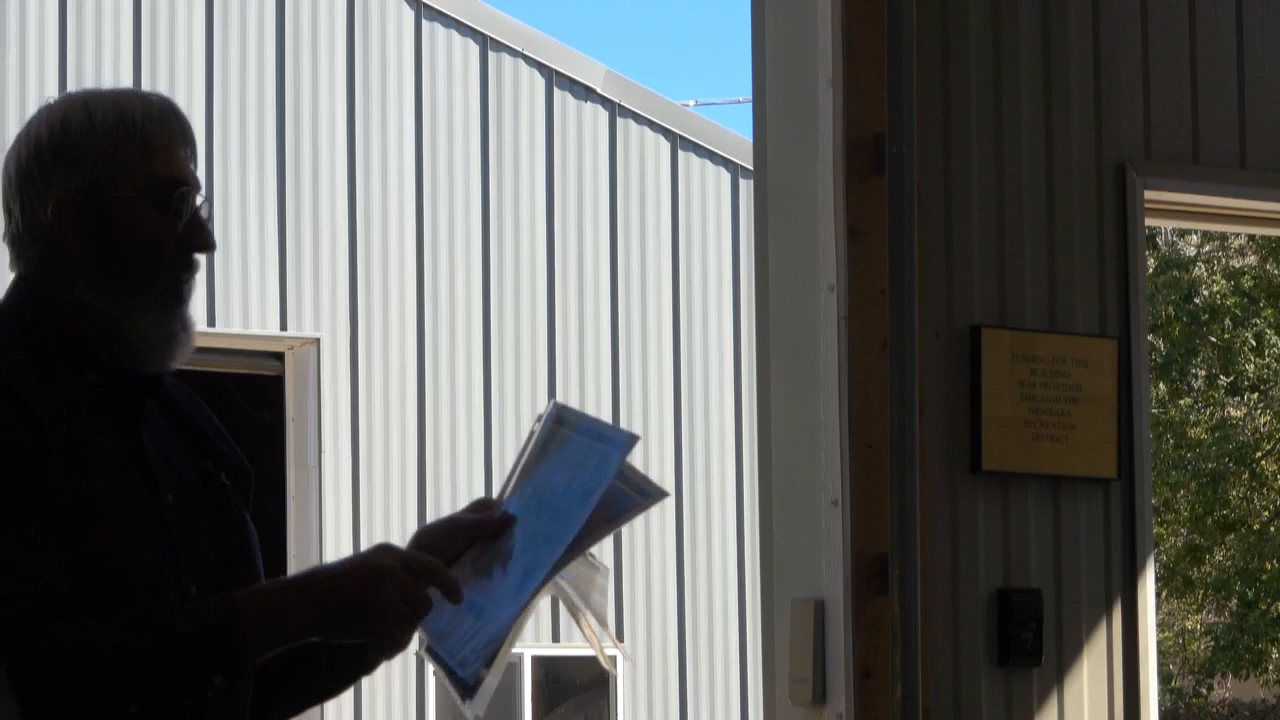 FUNDING FOR THIS
BUILDING
WAS PROVIDED
THROUGH THE
NIOBRARA
RECREATION
DISTRICT